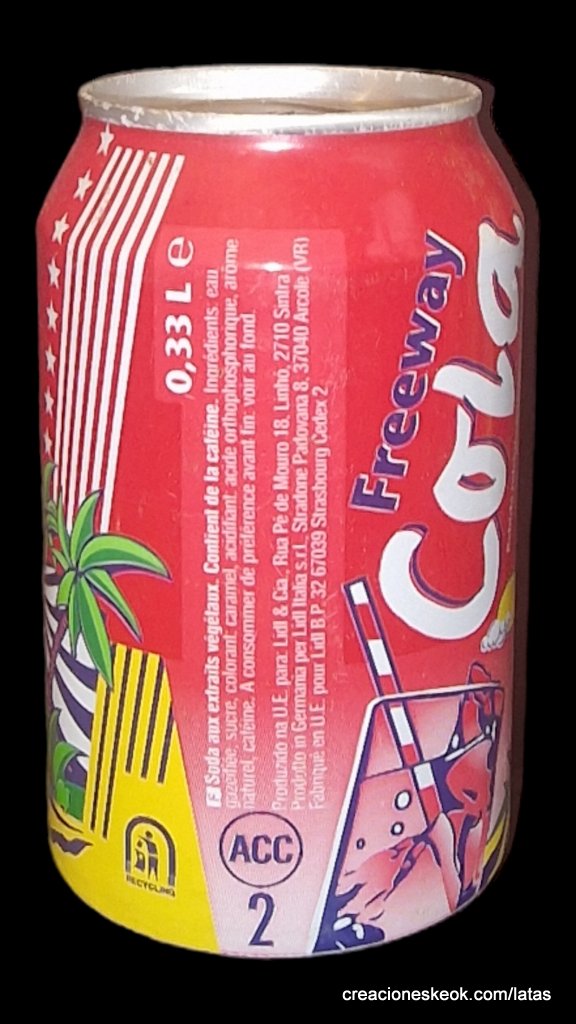 Freeway
Cola
0,33 L e
F Soda aux extraits végétaux. Contient de la caféine. Ingrédients: eau
gazéifiée, sucre, colorant: caramel, acidifiant: acide orthophosphorique, arôme
naturel, caféine. A consommer de préférence avant fin: voir au fond.
Produzido na U.E. para: Lidl & Cia., Rua Pé de Mouro 18, Linhó, 2710 Sintra
Prodotto in Germania per Lidl Italia s.r.l., Stradone Padovana 8, 37040 Arcole (VR)
Fabriqué en U.E. pour Lidl B.P. 32 67039 Strasbourg Cedex 2
ACC
2
RECYCLING
creacioneskeok.com/latas